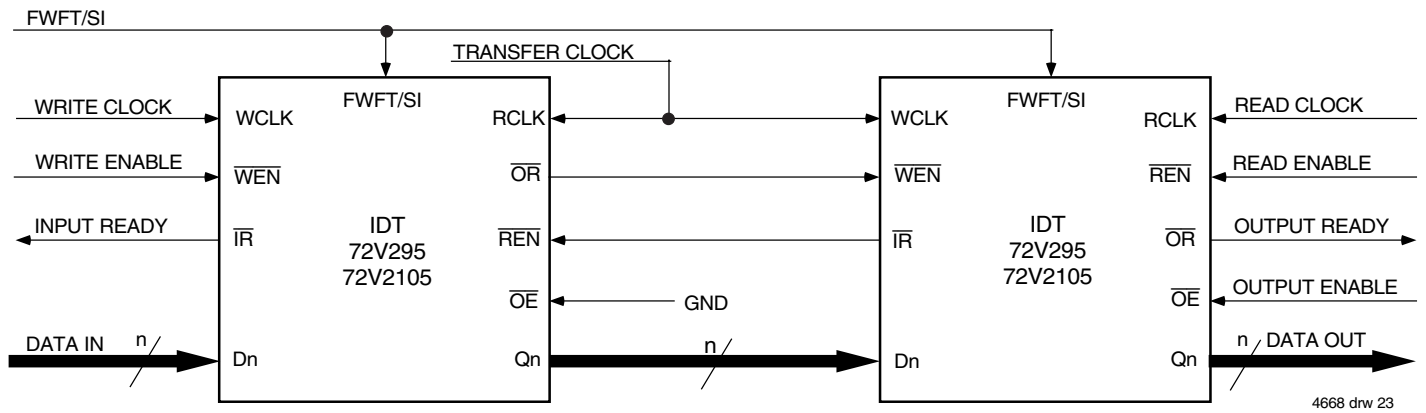 FWFT/SI
TRANSFER CLOCK
FWFT/SI
FWFT/SI
WRITE CLOCK
WCLK
RCLK
WCLK
RCLK
READ CLOCK
WRITE ENABLE
WEN
OR
WEN
REN
READ ENABLE
INPUT READY
IR
IDT
72V295
72V2105
REN
IR
IDT
72V295
72V2105
OR
OUTPUT READY
OE
GND
OE
OUTPUT ENABLE
DATA IN
n
Dn
Qn
n
Dn
Qn
n
DATA OUT
4668 drw 23